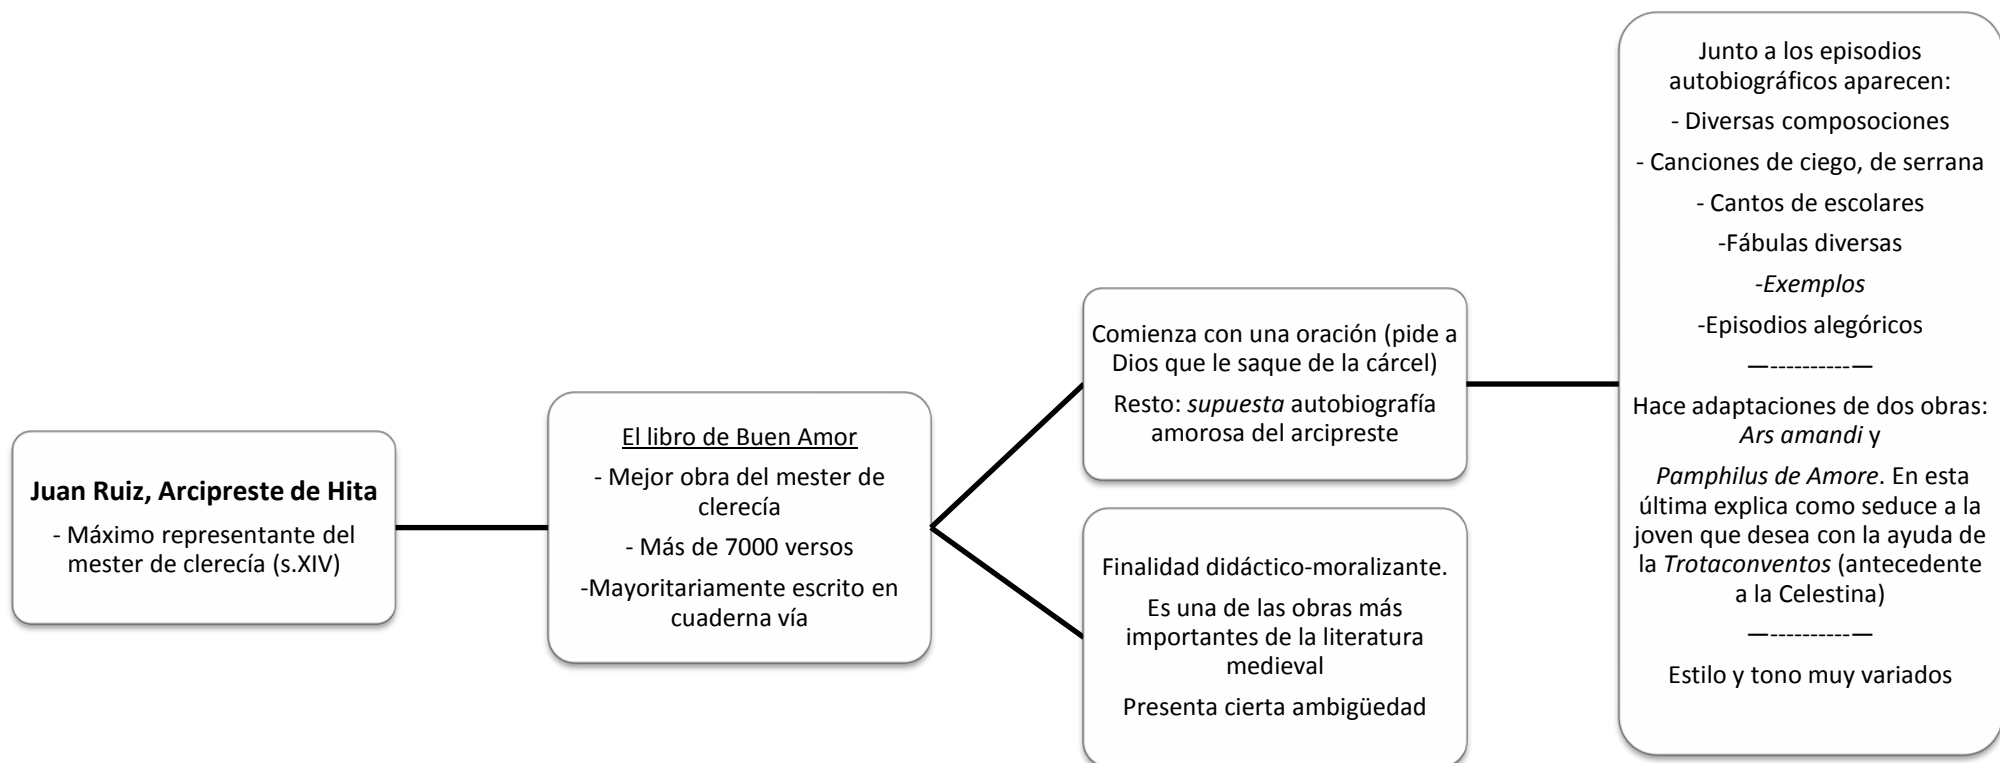 Juan Ruiz, Arcipreste de Hita
- Máximo representante del
mester de clerecía (s.XIV)
El libro de Buen Amor
- Mejor obra del mester de
clerecía
- Más de 7000 versos
-Mayoritariamente escrito en
cuaderna vía
Comienza con una oración (pide a
Dios que le saque de la cárcel)
Resto: supuesta autobiografía
amorosa del arcipreste
Finalidad didáctico-moralizante.
Es una de las obras más
importantes de la literatura
medieval
Presenta cierta ambigüedad
Junto a los episodios
autobiográficos aparecen:
- Diversas composociones
- Canciones de ciego, de serrana
- Cantos de escolares
-Fábulas diversas
-Exemplos
-Episodios alegóricos
—----------—
Hace adaptaciones de dos obras:
Ars amandi y
Pamphilus de Amore. En esta
última explica como seduce a la
joven que desea con la ayuda de
la Trotaconventos (antecedente
a la Celestina)
—----------—
Estilo y tono muy variados